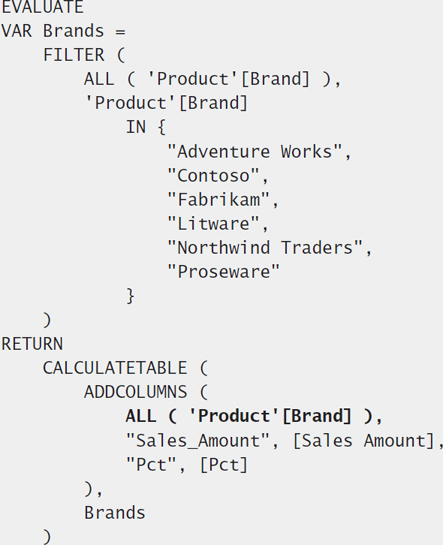 EVALUATE
VAR Brands =
    FILTER (
        ALL ( 'Product'[Brand] ),
        'Product'[Brand]
            IN {
                "Adventure Works",
                "Contoso",
                "Fabrikam",
                "Litware",
                "Northwind Traders",
                "Proseware"
            }
    )
RETURN
    CALCULATETABLE (
        ADDCOLUMNS (
            ALL ( 'Product'[Brand] ),
            "Sales_Amount", [Sales Amount],
            "Pct", [Pct]
        ),
        Brands
    )